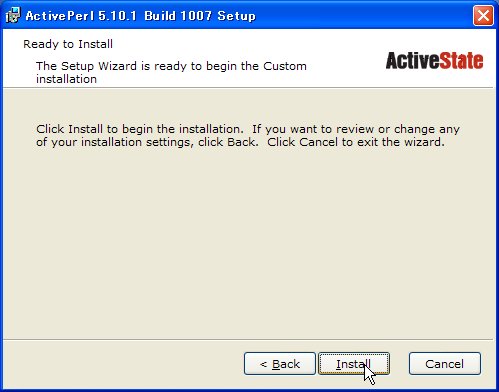 ActivePerl 5.10.1 Build 1007 Setup
Ready to Install
The Setup Wizard is ready to begin the Custom
installation
ActiveState
Click Install to begin the installation. If you want to review or change any
of your installation settings, click Back. Click Cancel to exit the wizard.
< Back
Install
Cancel